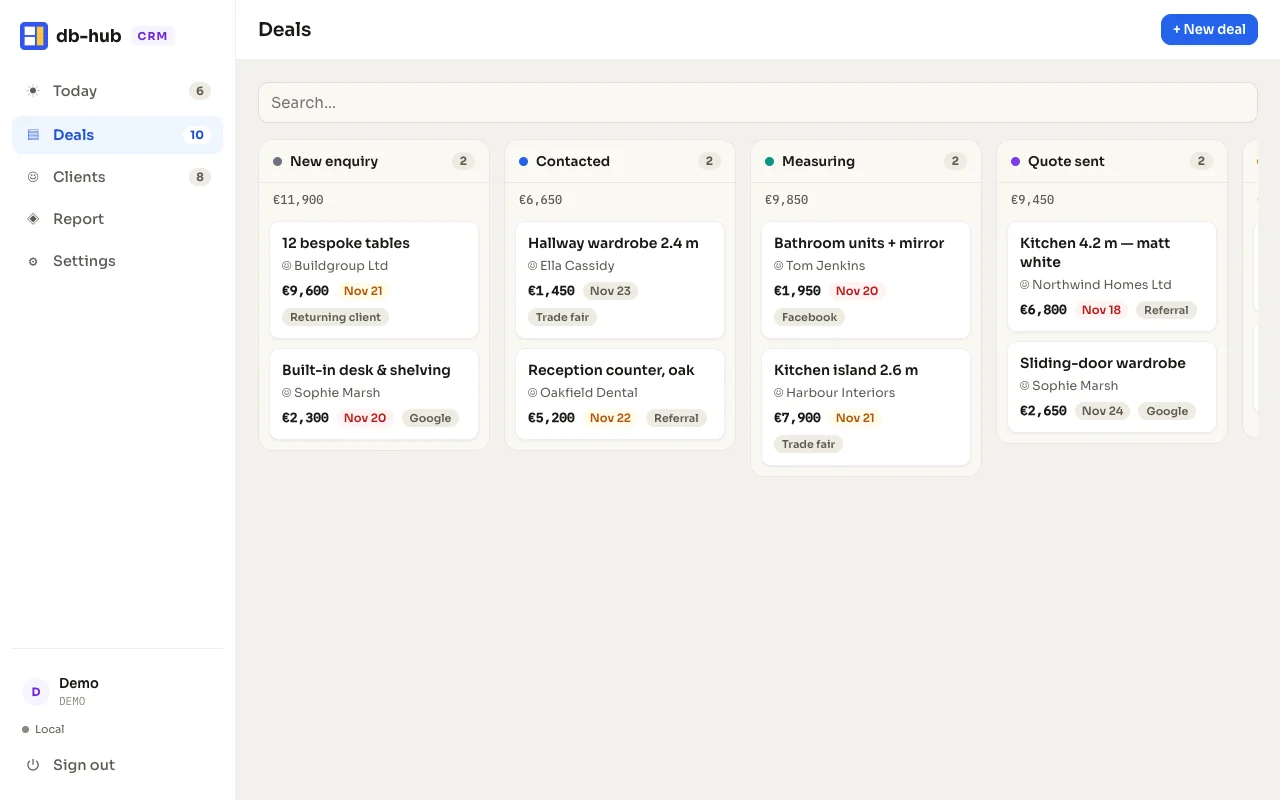 db-hub CRM
Today 6
Deals 10
Clients 8
Report
Settings
D Demo
DEMO
Local
Sign out
Deals
+ New deal
Search...
New enquiry 2
€11,900
12 bespoke tables
Buildgroup Ltd
€9,600 Nov 21
Returning client
Built-in desk & shelving
Sophie Marsh
€2,300 Nov 20 Google
Contacted 2
€6,650
Hallway wardrobe 2.4 m
Ella Cassidy
€1,450 Nov 23
Trade fair
Reception counter, oak
Oakfield Dental
€5,200 Nov 22 Referral
Measuring 2
€9,850
Bathroom units + mirror
Tom Jenkins
€1,950 Nov 20
Facebook
Kitchen island 2.6 m
Harbour Interiors
€7,900 Nov 21
Trade fair
Quote sent 2
€9,450
Kitchen 4.2 m — matt
white
Northwind Homes Ltd
€6,800 Nov 18 Referral
Sliding-door wardrobe
Sophie Marsh
€2,650 Nov 24 Google